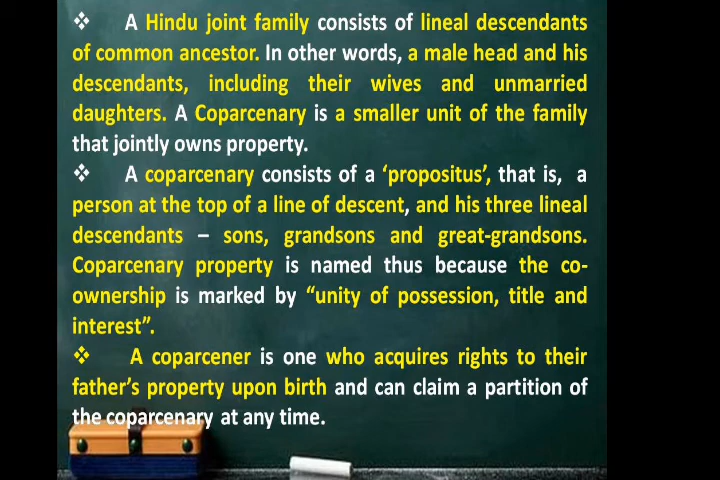 ❖ A Hindu joint family consists of lineal descendants
of common ancestor. In other words, a male head and his
descendants, including their wives and unmarried
daughters. A Coparcenary is a smaller unit of the family
that jointly owns property.
❖ A coparcenary consists of a ‘propositus’, that is, a
person at the top of a line of descent, and his three lineal
descendants – sons, grandsons and great-grandsons.
Coparcenary property is named thus because the co-
ownership is marked by “unity of possession, title and
interest”.
❖ A coparcener is one who acquires rights to their
father’s property upon birth and can claim a partition of
the coparcenary at any time.